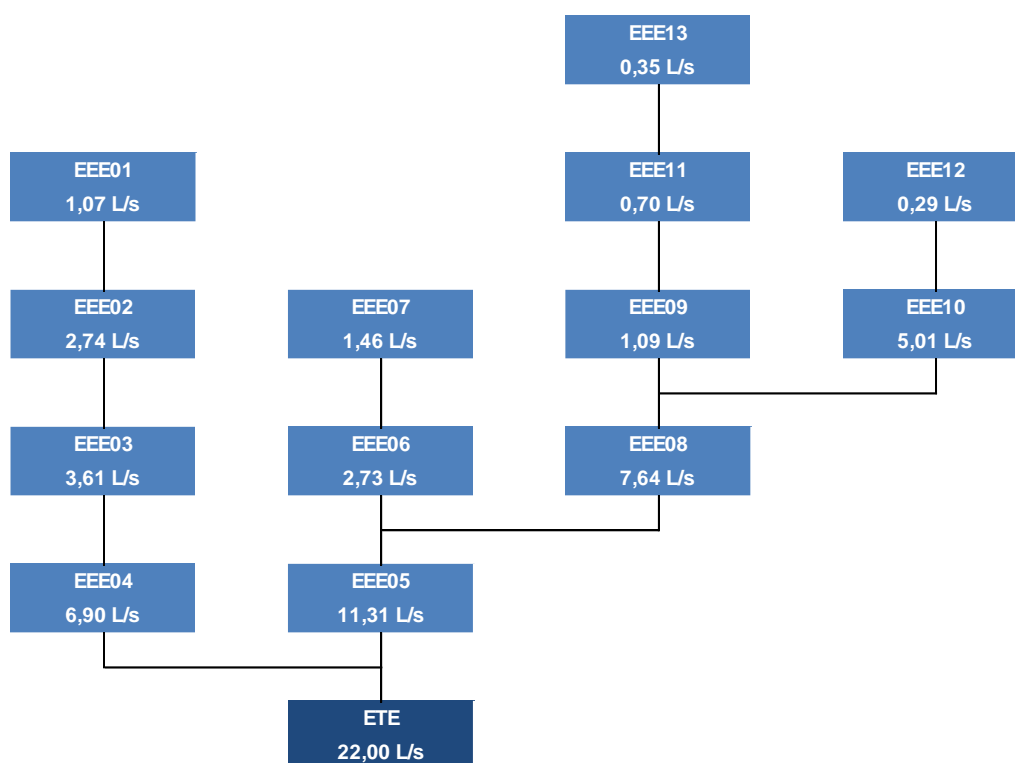 EEE13
0,35 L/s
EEE01
1,07 L/s
EEE11
0,70 L/s
EEE12
0,29 L/s
EEE02
2,74 L/s
EEE07
1,46 L/s
EEE09
1,09 L/s
EEE10
5,01 L/s
EEE03
3,61 L/s
EEE06
2,73 L/s
EEE08
7,64 L/s
EEE04
6,90 L/s
EEE05
11,31 L/s
ETE
22,00 L/s